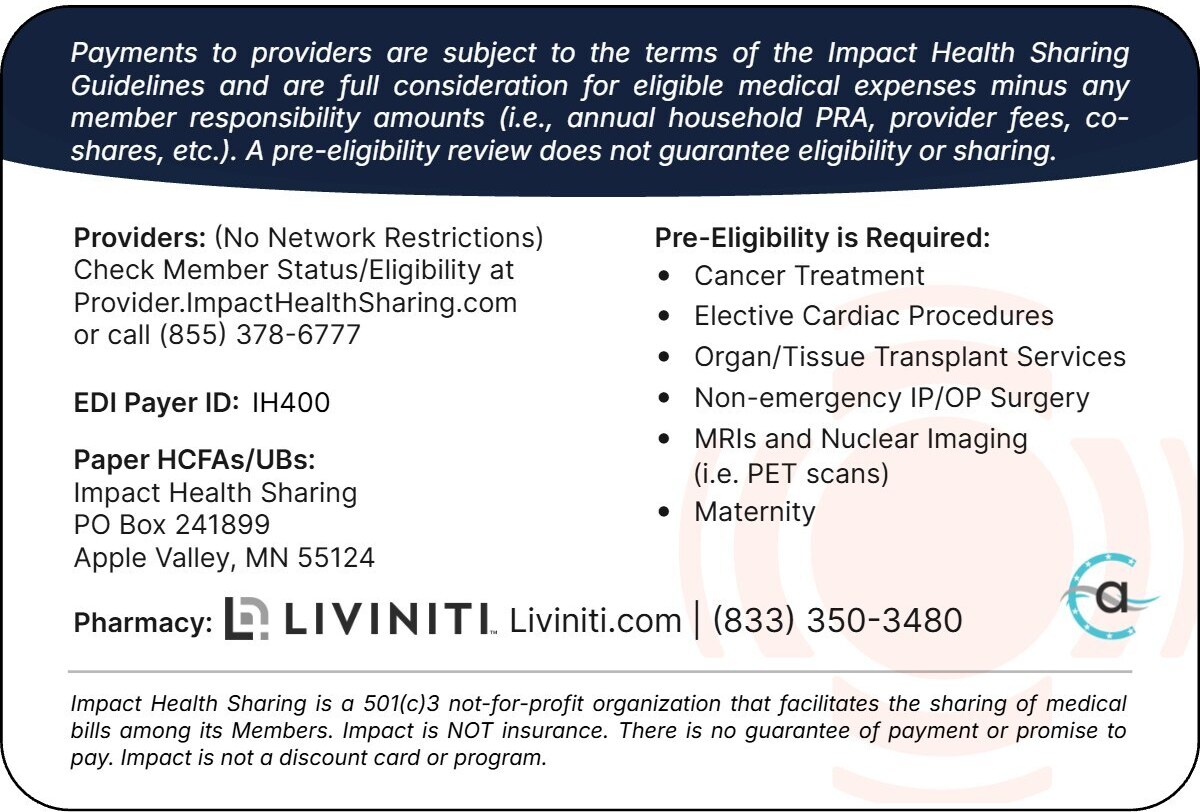 Payments to providers are subject to the terms of the Impact Health Sharing
Guidelines and are full consideration for eligible medical expenses minus any
member responsibility amounts (i.e., annual household PRA, provider fees, co-
shares, etc.). A pre-eligibility review does not guarantee eligibility or sharing.
Providers: (No Network Restrictions)
Check Member Status/Eligibility at
Provider.ImpactHealthSharing.com
or call (855) 378-6777
EDI Payer ID: IH400
Paper HCFAs/UBs:
Impact Health Sharing
PO Box 241899
Apple Valley, MN 55124
Pre-Eligibility is Required:
• Cancer Treatment
• Elective Cardiac Procedures
• Organ/Tissue Transplant Services
• Non-emergency IP/OP Surgery
• MRIs and Nuclear Imaging
(i.e. PET scans)
• Maternity
a
Pharmacy: LIVINITI™ Liviniti.com | (833) 350-3480
Impact Health Sharing is a 501(c)3 not-for-profit organization that facilitates the sharing of medical
bills among its Members. Impact is NOT insurance. There is no guarantee of payment or promise to
pay. Impact is not a discount card or program.